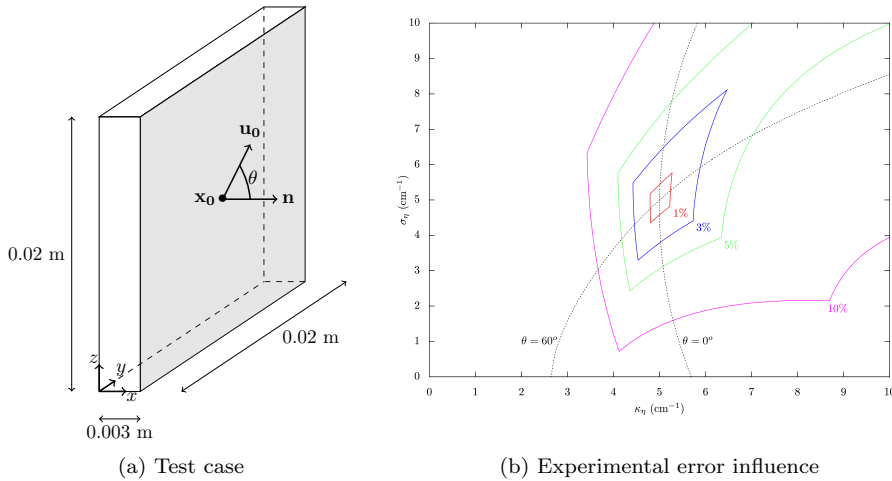 u₀
θ
x₀
n
0.02 m
0.02 m
z
y
x
0.003 m
(a) Test case
10
9
8
7
6
5
4
3
2
1
0
σ_η (cm⁻¹)
1%
3%
5%
10%
θ = 60°
θ = 0°
0 1 2 3 4 5 6 7 8 9 10
κ_η (cm⁻¹)
(b) Experimental error influence